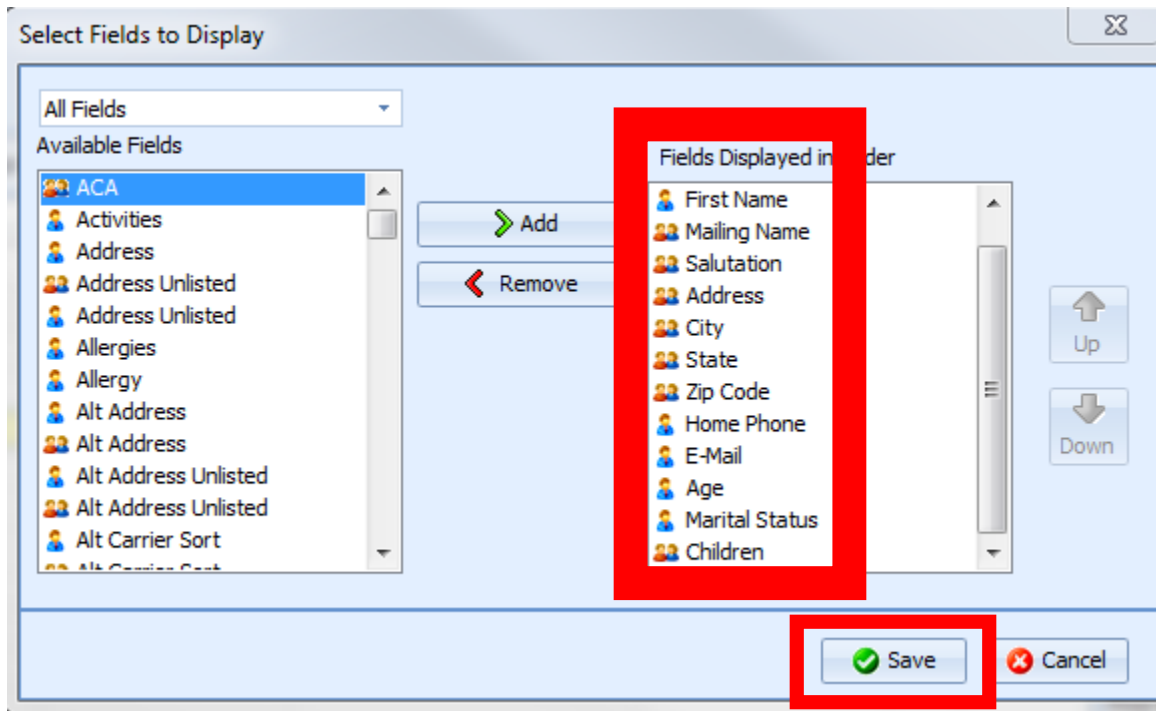 Select Fields to Display
All Fields
Available Fields
ACA
Activities
Address
Address Unlisted
Address Unlisted
Allergies
Allergy
Alt Address
Alt Address
Alt Address Unlisted
Alt Address Unlisted
Alt Carrier Sort
Alt Carrier Sort
Add
Remove
Fields Displayed in der
First Name
Mailing Name
Salutation
Address
City
State
Zip Code
Home Phone
E-Mail
Age
Marital Status
Children
Up
Down
Save
Cancel